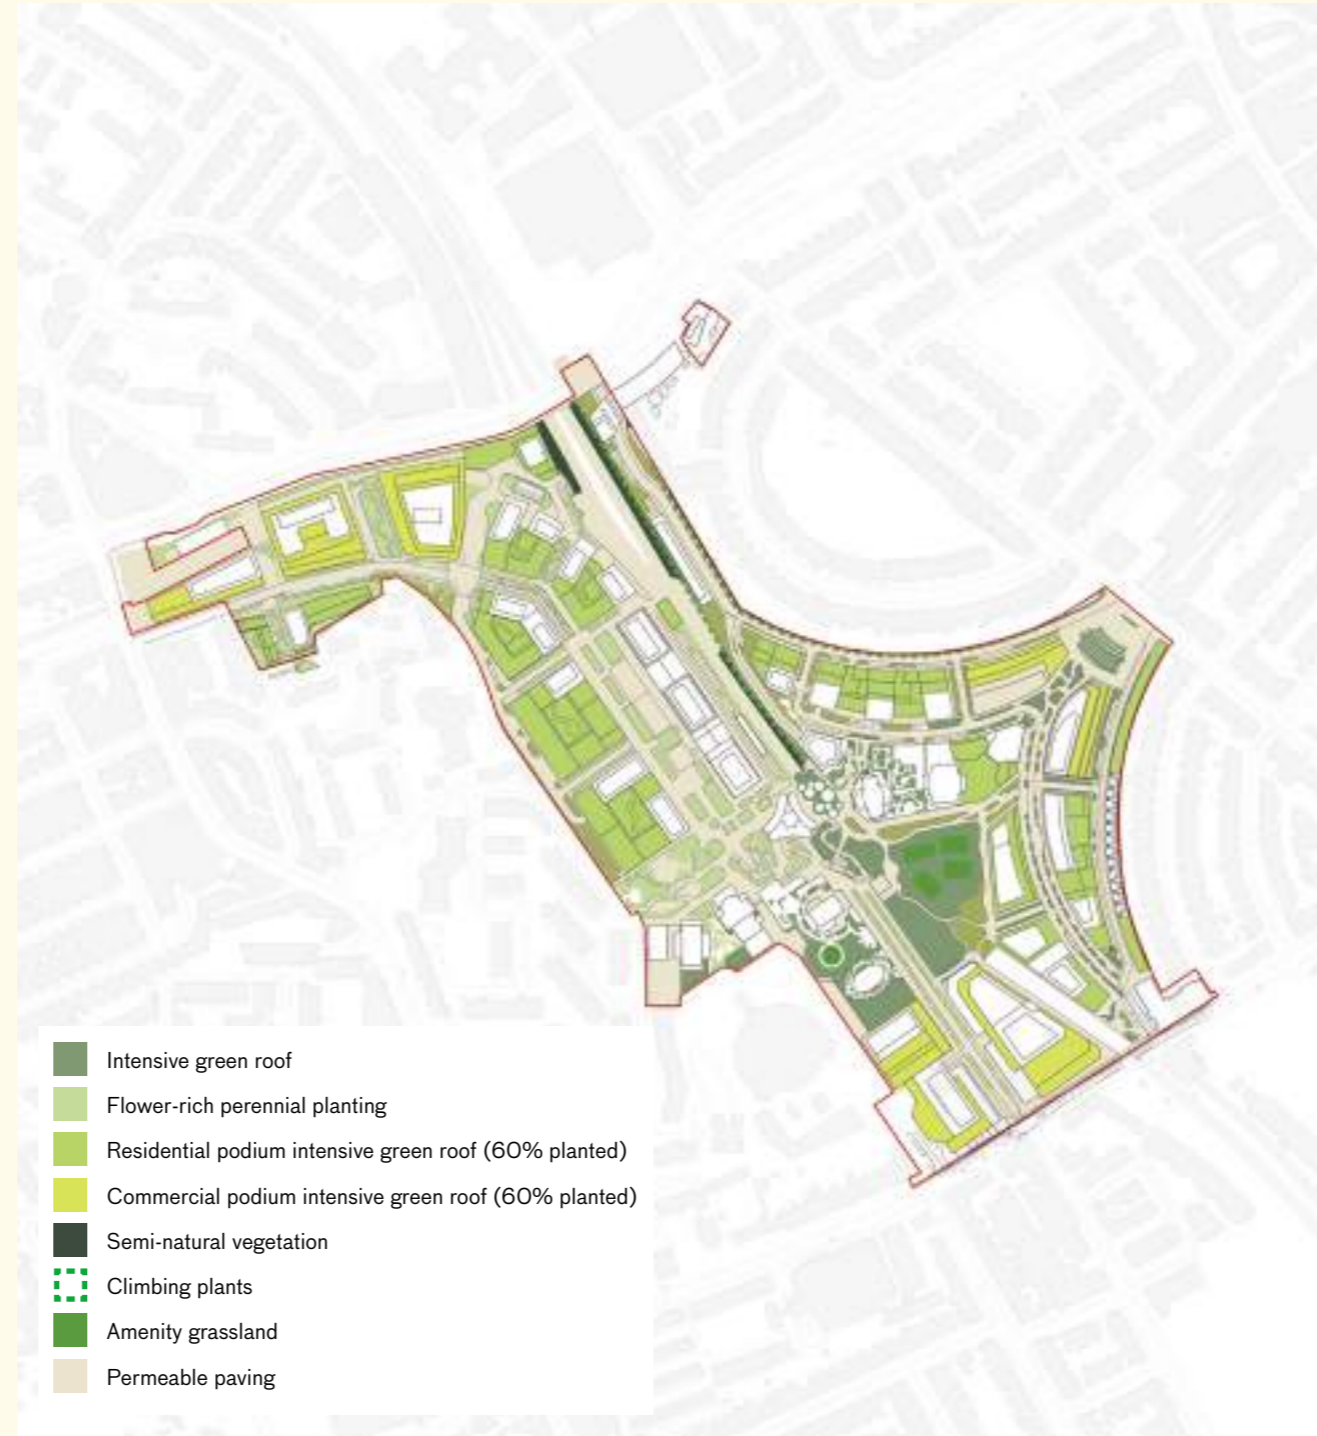 Intensive green roof
Flower-rich perennial planting
Residential podium intensive green roof (60% planted)
Commercial podium intensive green roof (60% planted)
Semi-natural vegetation
Climbing plants
Amenity grassland
Permeable paving